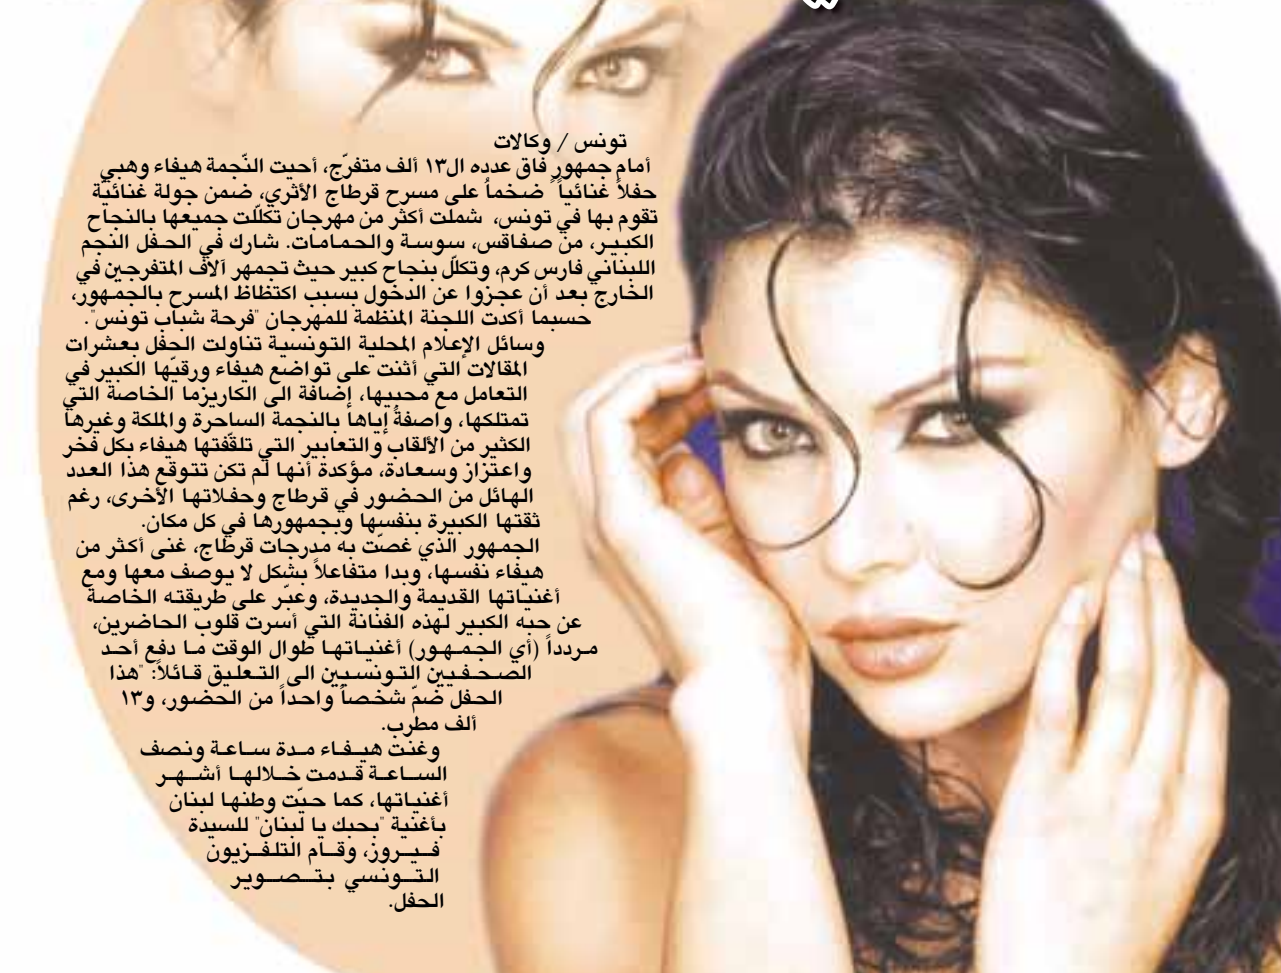 تونس / وكالات
أمام جمهور فاق عدده ال١٣ ألف متفرّج، أحيت النّجمة هيفاء وهبي
حفلاً غنائياً ضخماً على مسرح قرطاج الأثري، ضمن جولة غنائيّة
تقوم بها في تونس، شملت أكثر من مهرجان تكلّلت جميعها بالنجاح
الكبير، من صفاقس، سوسة والحمامات. شارك في الحفل النجم
اللبناني فارس كرم، وتكلّل بنجاح كبير حيث تجمهر آلاف المتفرجين في
الخارج بعد أن عجزوا عن الدخول بسبب اكتظاظ المسرح بالجمهور،
حسبما أكدت اللجنة المنظمة للمهرجان "فرحة شباب تونس".
وسائل الإعلام المحلية التونسية تناولت الحفل بعشرات
المقالات التي أثنت على تواضع هيفاء ورقيّها الكبير في
التعامل مع محبيها، إضافة الى الكاريزما الخاصة التي
تمتلكها، واصفةً إياها بالنجمة الساحرة والملكة وغيرها
الكثير من الألقاب والتعابير التي تلقّفتها هيفاء بكل فخر
واعتزاز وسعادة، مؤكدة أنها لم تكن تتوقع هذا العدد
الهائل من الحضور في قرطاج وحفلاتها الأخرى، رغم
ثقتها الكبيرة بنفسها وبجمهورها في كل مكان.
الجمهور الذي غصّت به مدرجات قرطاج، غنى أكثر من
هيفاء نفسها، وبدا متفاعلاً بشكل لا يوصف معها ومع
أغنياتها القديمة والجديدة، وعبّر على طريقته الخاصة
عن حبه الكبير لهذه الفنانة التي أسرت قلوب الحاضرين،
مردداً (أي الجمهور) أغنياتها طوال الوقت ما دفع أحد
الصحفيين التونسيين الى التعليق قائلاً: "هذا
الحفل ضمّ شخصاً واحداً من الحضور، و١٣
ألف مطرب.
وغنت هيفاء مدة ساعة ونصف
الساعة قدمت خلالها أشهر
أغنياتها، كما حيّت وطنها لبنان
بأغنية "بحبك يا لبنان" للسيدة
فيروز، وقام التلفزيون
التونسي بتصوير
الحفل.